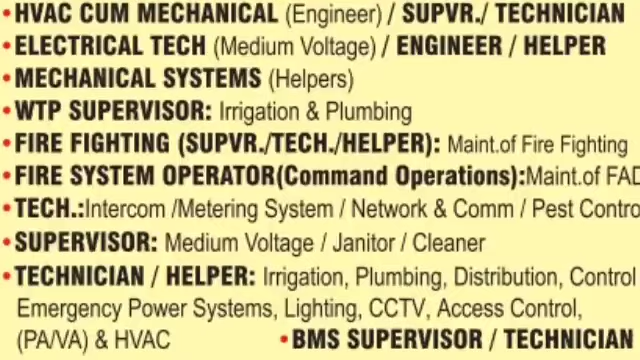 • HVAC CUM MECHANICAL (Engineer) / SUPVR./ TECHNICIAN
• ELECTRICAL TECH (Medium Voltage) / ENGINEER / HELPER
• MECHANICAL SYSTEMS (Helpers)
• WTP SUPERVISOR: Irrigation & Plumbing
• FIRE FIGHTING (SUPVR./TECH./HELPER): Maint.of Fire Fighting
• FIRE SYSTEM OPERATOR(Command Operations):Maint.of FAD
• TECH.:Intercom /Metering System / Network & Comm / Pest Contro
• SUPERVISOR: Medium Voltage / Janitor / Cleaner
• TECHNICIAN / HELPER: Irrigation, Plumbing, Distribution, Control
Emergency Power Systems, Lighting, CCTV, Access Control,
(PA/VA) & HVAC • BMS SUPERVISOR / TECHNICIAN